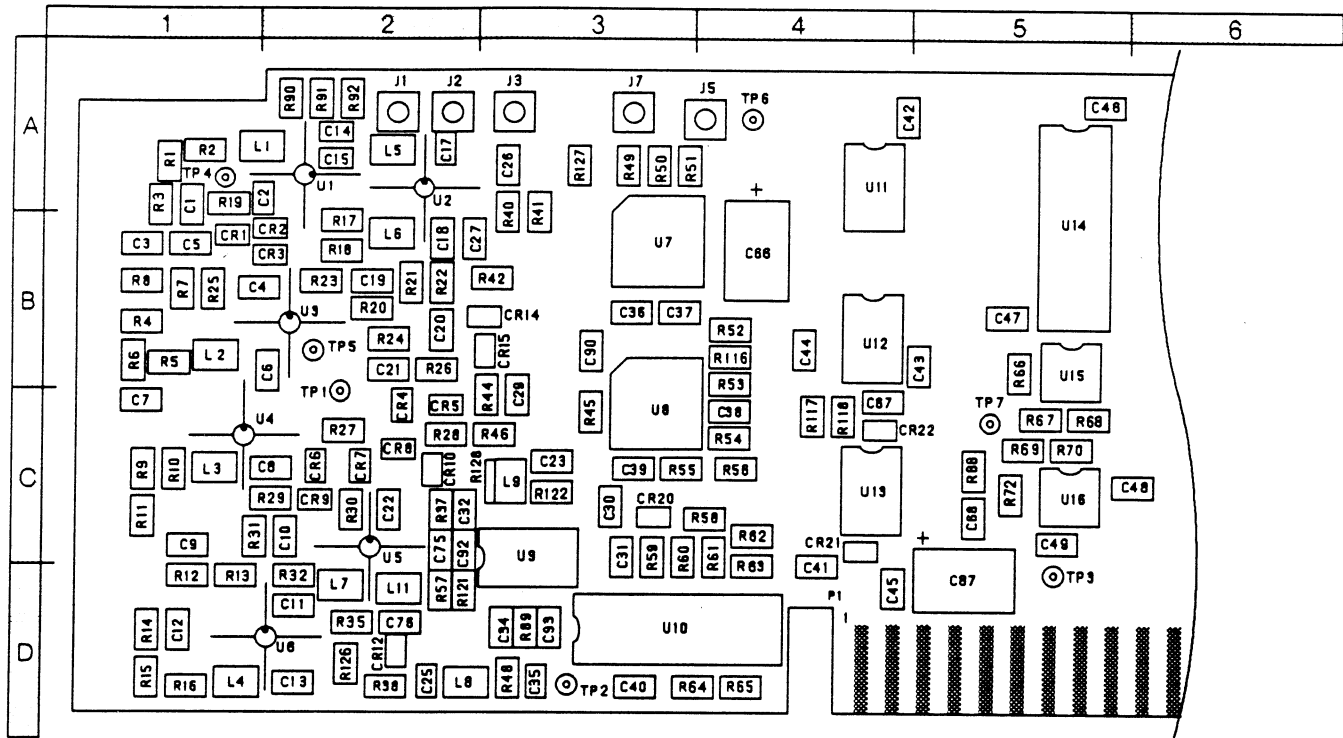 1 2 3 4 5 6
J1 J2 J3 J7 J5
R90 R91 R92 TP6 C42 C46
A
C14
R1 R2 L1 C15 L5 C17 C26 R127 R49 R50 R51
TP4 U1 U2 U11
R3 C1 R19 C2 R40 R41 +
R17
C3 C5 CR1 CR2 L6 C18 C27 U7 C66 U14
CR3 R18
R8 R7 R25 C4 R23 C19 R21 R22 R42
B
R20
R4 U3 C20 CR14 C36 C37 R52 C47
R24 U12
R6 R5 L2 TP5 CR15 C90 R116 C44 C43
C6 C21 R26 R66 U15
TP1 R53
C7 CR4 CR5 R44 C29 R45 U8 C38 R117 R118 C67 TP7
U4 R27 R28 R46 R54 CR22 R67 R68
CR8 R69 R70
R9 R10 L3 C8 CR6 CR7 CR10 R128 L9 C23 C39 R55 R56 R88
C
R29 CR9 R122 U13 R72 U16 C48
R11 R30 C22 R37 C32 C30 CR20 R58 C68
R31 C10 R62 +
C9 U5 C75 C92 U9 C31 R59 R60 R61 CR21 C49
R12 R13 R32 L7 L11 R57 R121 R63 C41 C45 C87 TP3
C11 P1
R14 C12 R35 C76 C34 R89 C93 U10 1
D
U6 R126 CR12
R15 R16 L4 C13 R38 C25 L8 R48 C35 TP2 C40 R64 R65